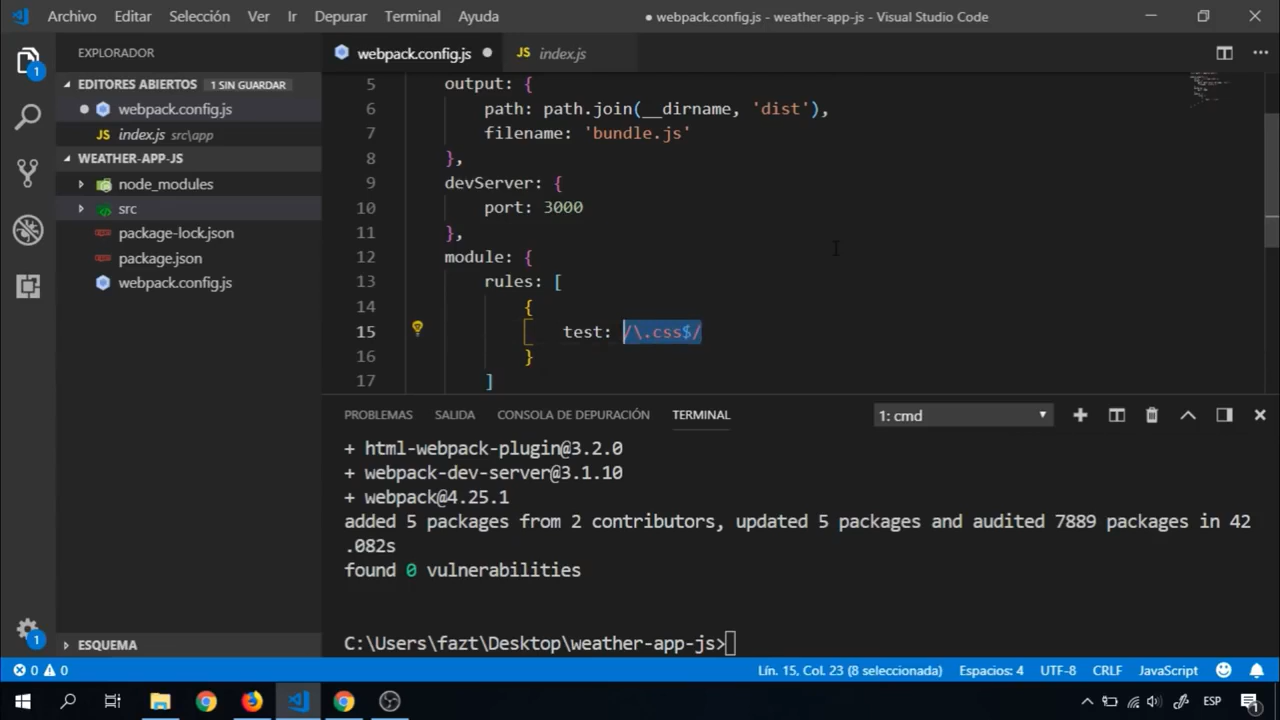 Archivo Editar Selección Ver Ir Depurar Terminal Ayuda
● webpack.config.js - weather-app-js - Visual Studio Code
EXPLORADOR
EDITORES ABIERTOS 1 SIN GUARDAR
webpack.config.js
JS index.js src\app
WEATHER-APP-JS
node_modules
src
package-lock.json
package.json
webpack.config.js
ESQUEMA
1
1
webpack.config.js ●
JS index.js
5 output: {
6 path: path.join(__dirname, 'dist'),
7 filename: 'bundle.js'
8 },
9 devServer: {
10 port: 3000
11 },
12 module: {
13 rules: [
14 {
15 test: /\.css$/
16 }
17 ]
PROBLEMAS SALIDA CONSOLA DE DEPURACIÓN TERMINAL 1: cmd
+ html-webpack-plugin@3.2.0
+ webpack-dev-server@3.1.10
+ webpack@4.25.1
added 5 packages from 2 contributors, updated 5 packages and audited 7889 packages in 42
.082s
found 0 vulnerabilities
C:\Users\fazt\Desktop\weather-app-js>
0 0 Lín. 15, Col. 23 (8 seleccionada) Espacios: 4 UTF-8 CRLF JavaScript
ESP 1